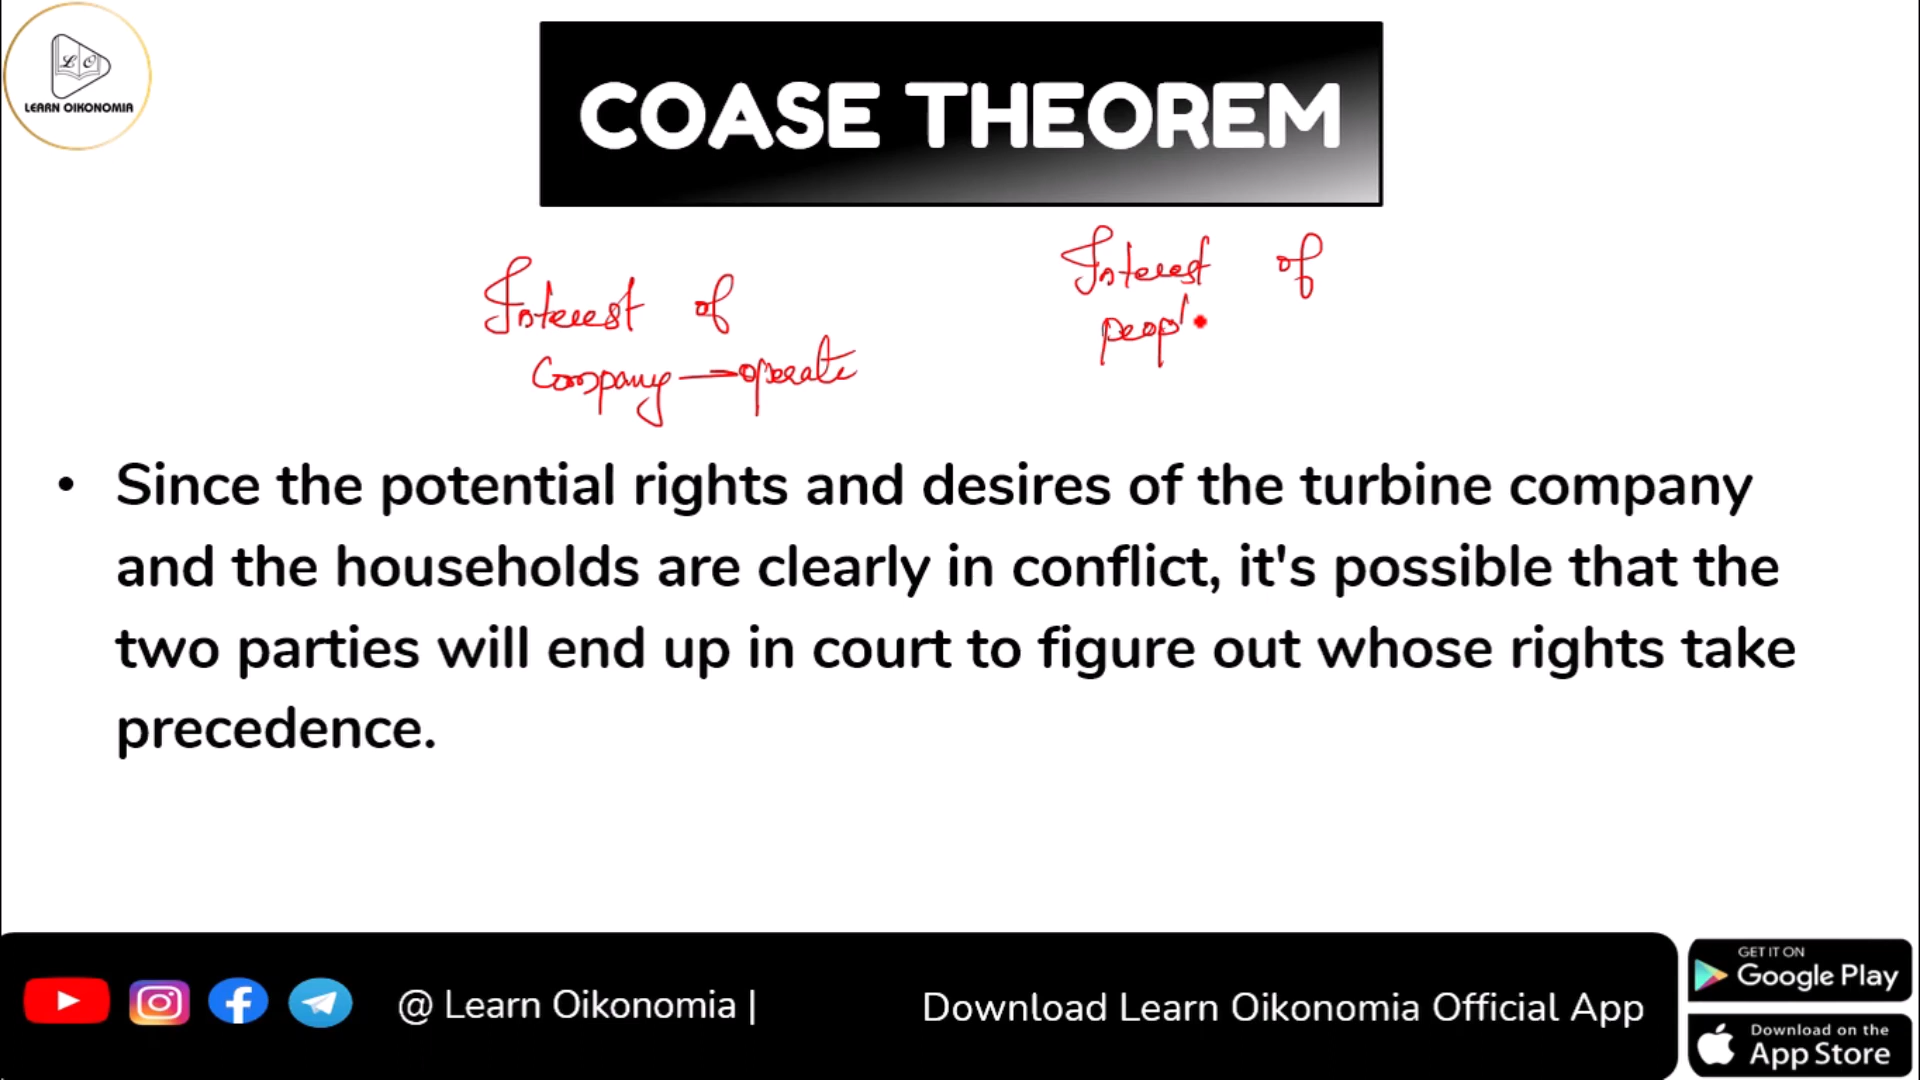 L O
LEARN OIKONOMIA
COASE THEOREM
Interest of
Company → operate
Interest of
peopl
• Since the potential rights and desires of the turbine company
and the households are clearly in conflict, it's possible that the
two parties will end up in court to figure out whose rights take
precedence.
@ Learn Oikonomia |
Download Learn Oikonomia Official App
GET IT ON
Google Play
Download on the
App Store